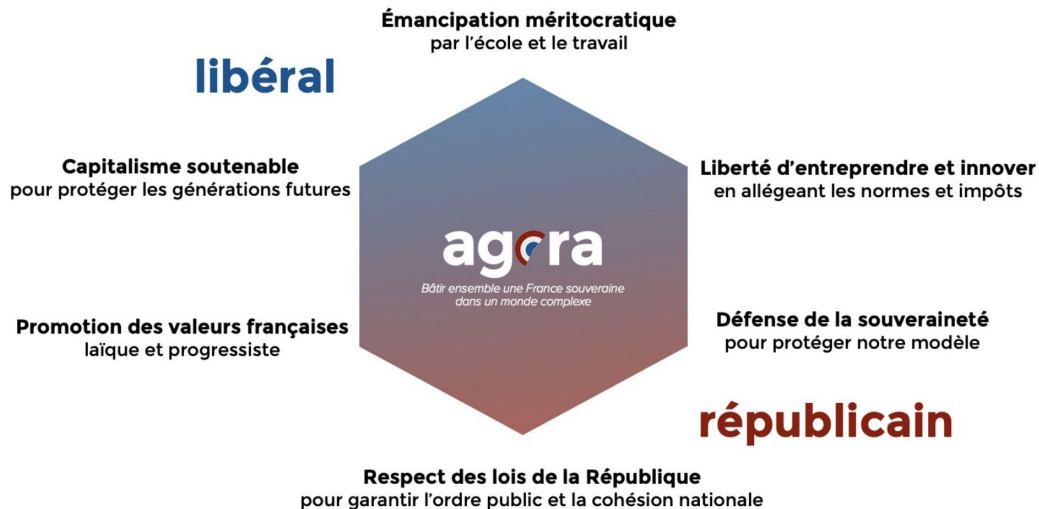 Émancipation méritocratique
par l'école et le travail
libéral
Capitalisme soutenable
pour protéger les générations futures
Liberté d'entreprendre et innover
en allégeant les normes et impôts
agora
Bâtir ensemble une France souveraine
dans un monde complexe
Promotion des valeurs françaises
laïque et progressiste
Défense de la souveraineté
pour protéger notre modèle
républicain
Respect des lois de la République
pour garantir l'ordre public et la cohésion nationale